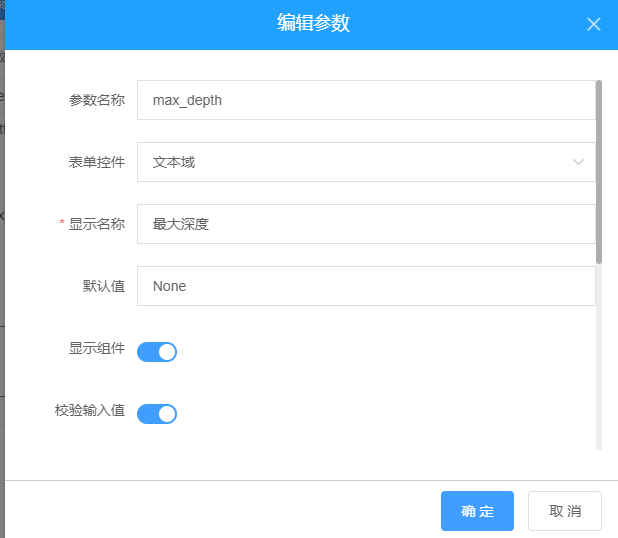 编辑参数
参数名称 max_depth
表单控件 文本域
* 显示名称 最大深度
默认值 None
显示组件
校验输入值
确 定 取 消